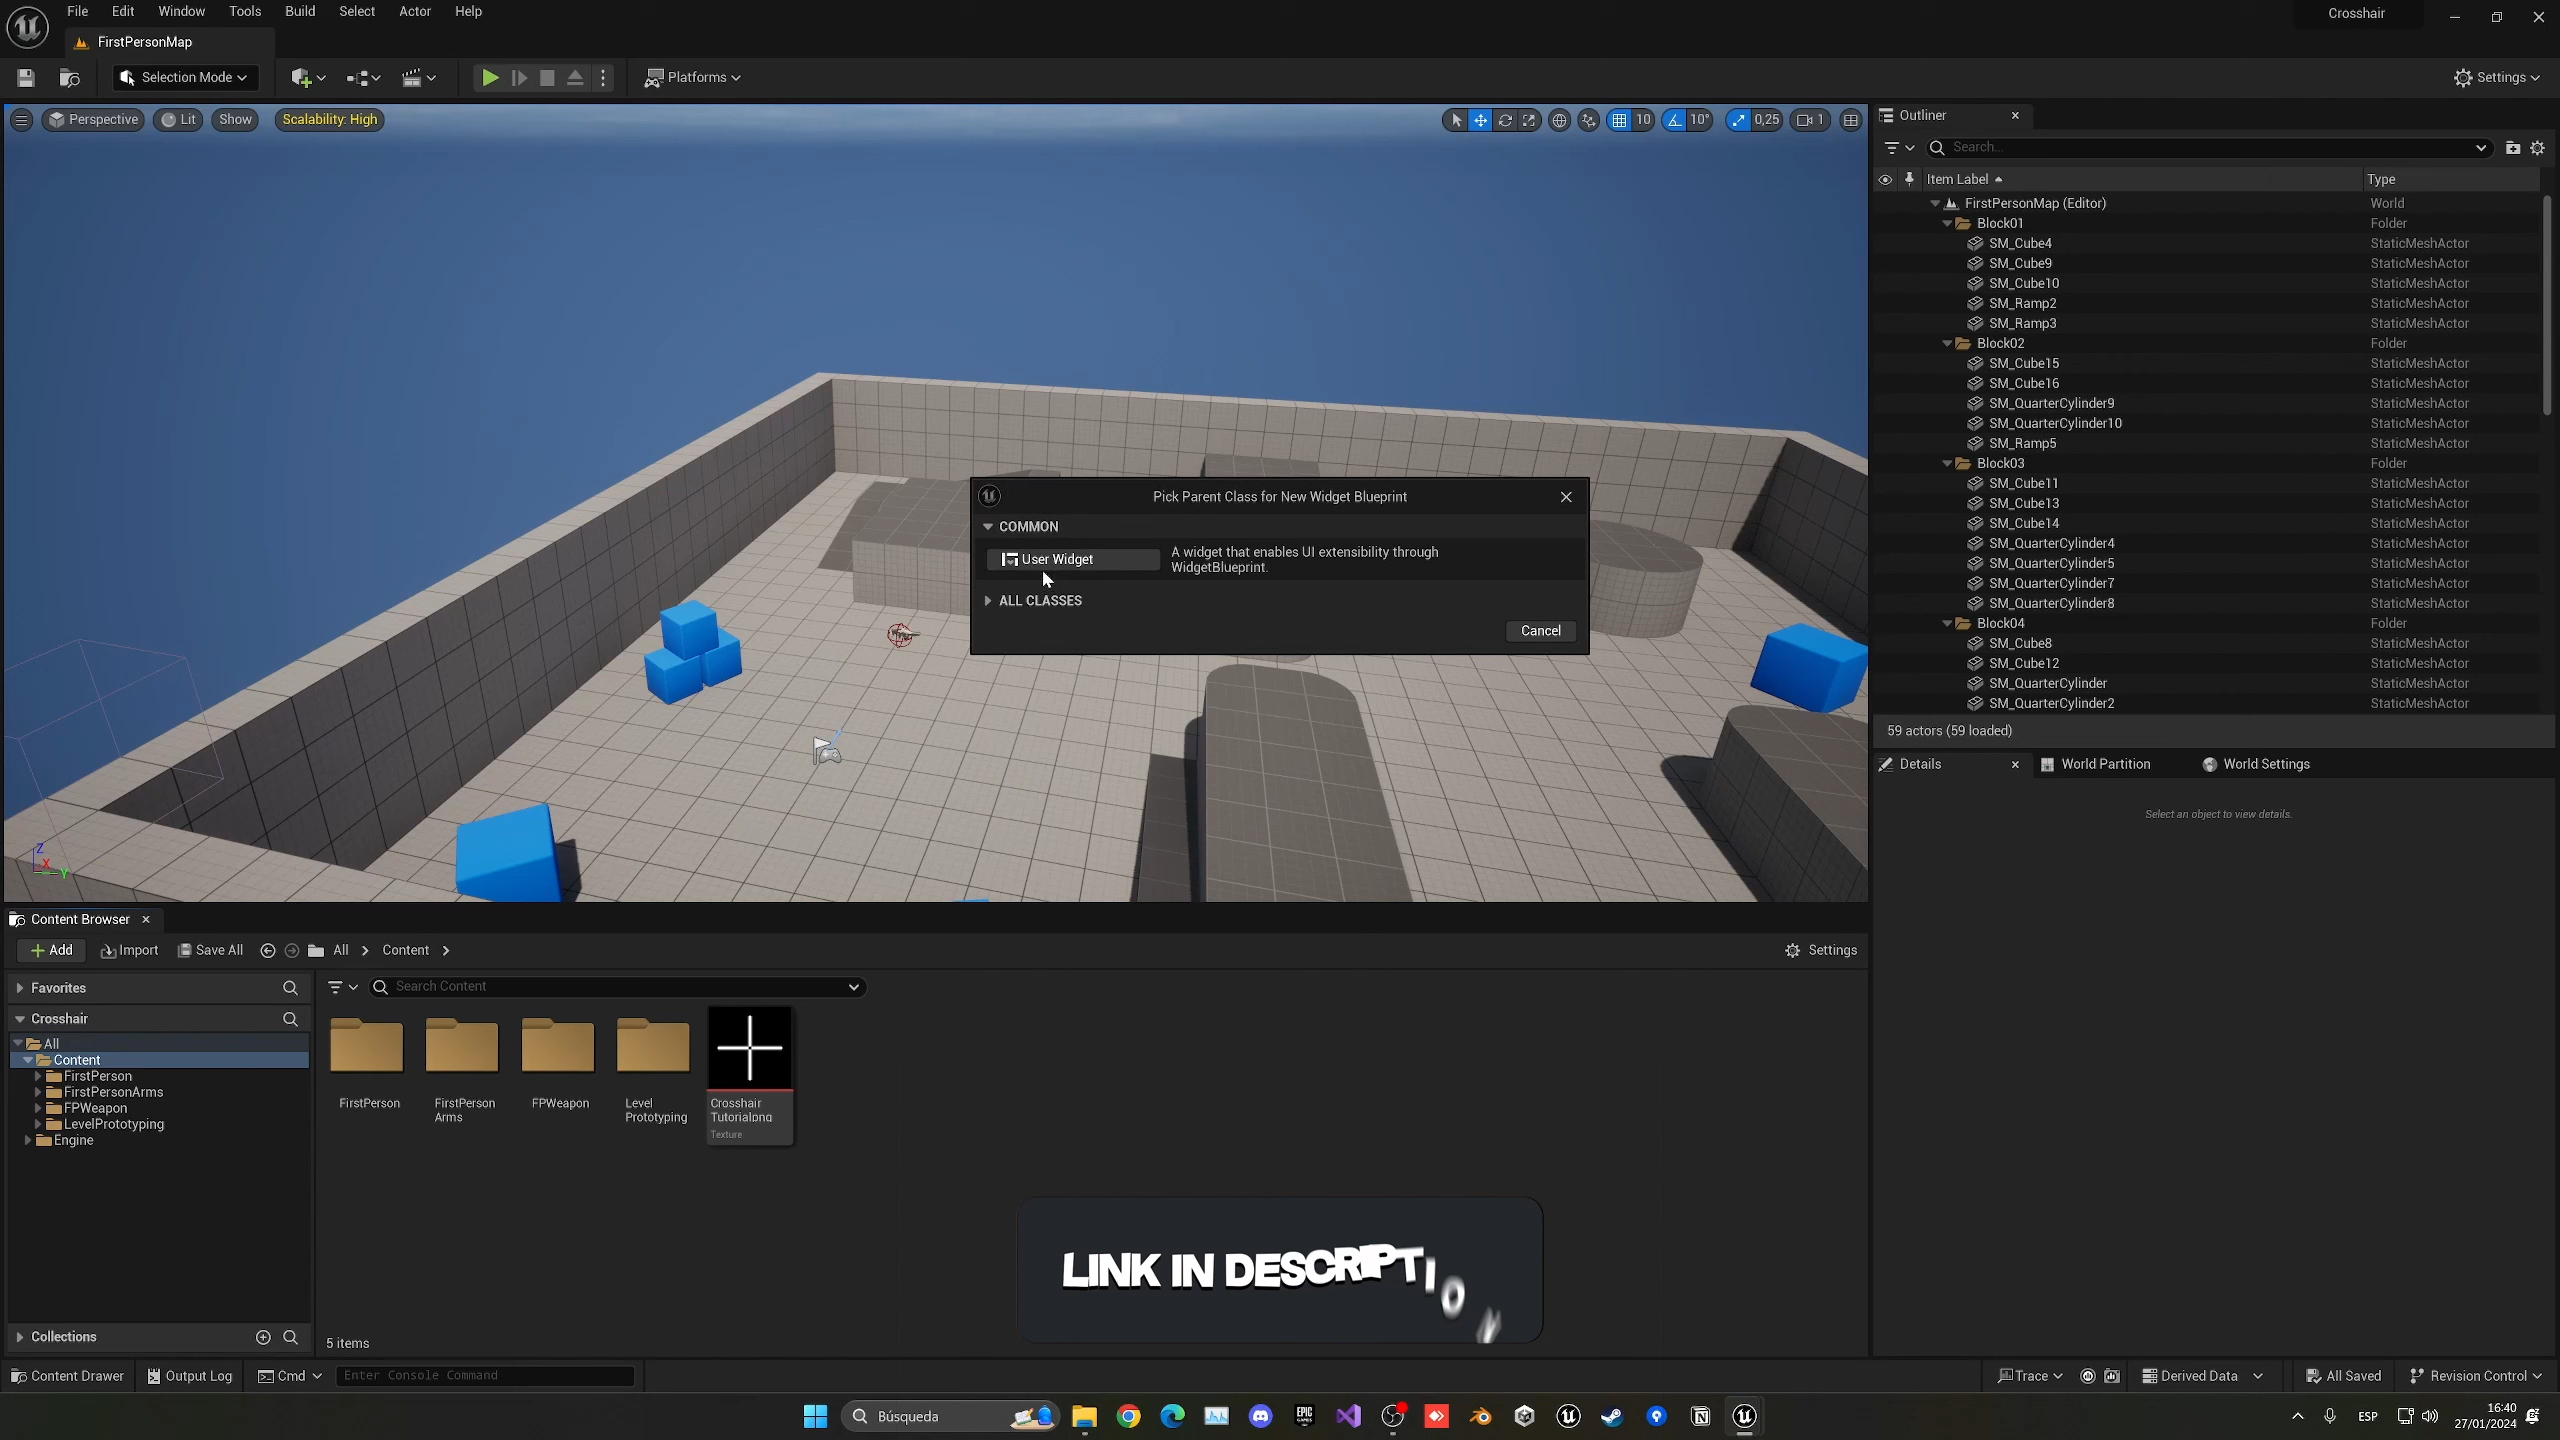 File Edit Window Tools Build Select Actor Help
Crosshair
FirstPersonMap
Selection Mode
Platforms
Settings
Perspective
Lit
Show
Scalability: High
10
10°
0,25
1
Outliner
Search...
Item Label
Type
FirstPersonMap (Editor) World
Block01 Folder
SM_Cube4 StaticMeshActor
SM_Cube9 StaticMeshActor
SM_Cube10 StaticMeshActor
SM_Ramp2 StaticMeshActor
SM_Ramp3 StaticMeshActor
Block02 Folder
SM_Cube15 StaticMeshActor
SM_Cube16 StaticMeshActor
SM_QuarterCylinder9 StaticMeshActor
SM_QuarterCylinder10 StaticMeshActor
SM_Ramp5 StaticMeshActor
Block03 Folder
SM_Cube11 StaticMeshActor
SM_Cube13 StaticMeshActor
SM_Cube14 StaticMeshActor
SM_QuarterCylinder4 StaticMeshActor
SM_QuarterCylinder5 StaticMeshActor
SM_QuarterCylinder7 StaticMeshActor
SM_QuarterCylinder8 StaticMeshActor
Block04 Folder
SM_Cube8 StaticMeshActor
SM_Cube12 StaticMeshActor
SM_QuarterCylinder StaticMeshActor
SM_QuarterCylinder2 StaticMeshActor
59 actors (59 loaded)
Details
World Partition
World Settings
Select an object to view details.
Pick Parent Class for New Widget Blueprint
COMMON
User Widget
A widget that enables UI extensibility through
WidgetBlueprint.
ALL CLASSES
Cancel
Z
X
Y
Content Browser
Add
Import
Save All
All
Content
Settings
Favorites
Search Content
Crosshair
All
Content
FirstPerson
FirstPersonArms
FPWeapon
LevelPrototyping
Engine
FirstPerson
FirstPerson
Arms
FPWeapon
Level
Prototyping
Crosshair
Tutorialpng
Texture
LINK IN DESCRIPTION
Collections
5 items
Content Drawer
Output Log
Cmd
Enter Console Command
Trace
Derived Data
All Saved
Revision Control
Búsqueda
EPIC
GAMES
ESP
16:40
27/01/2024